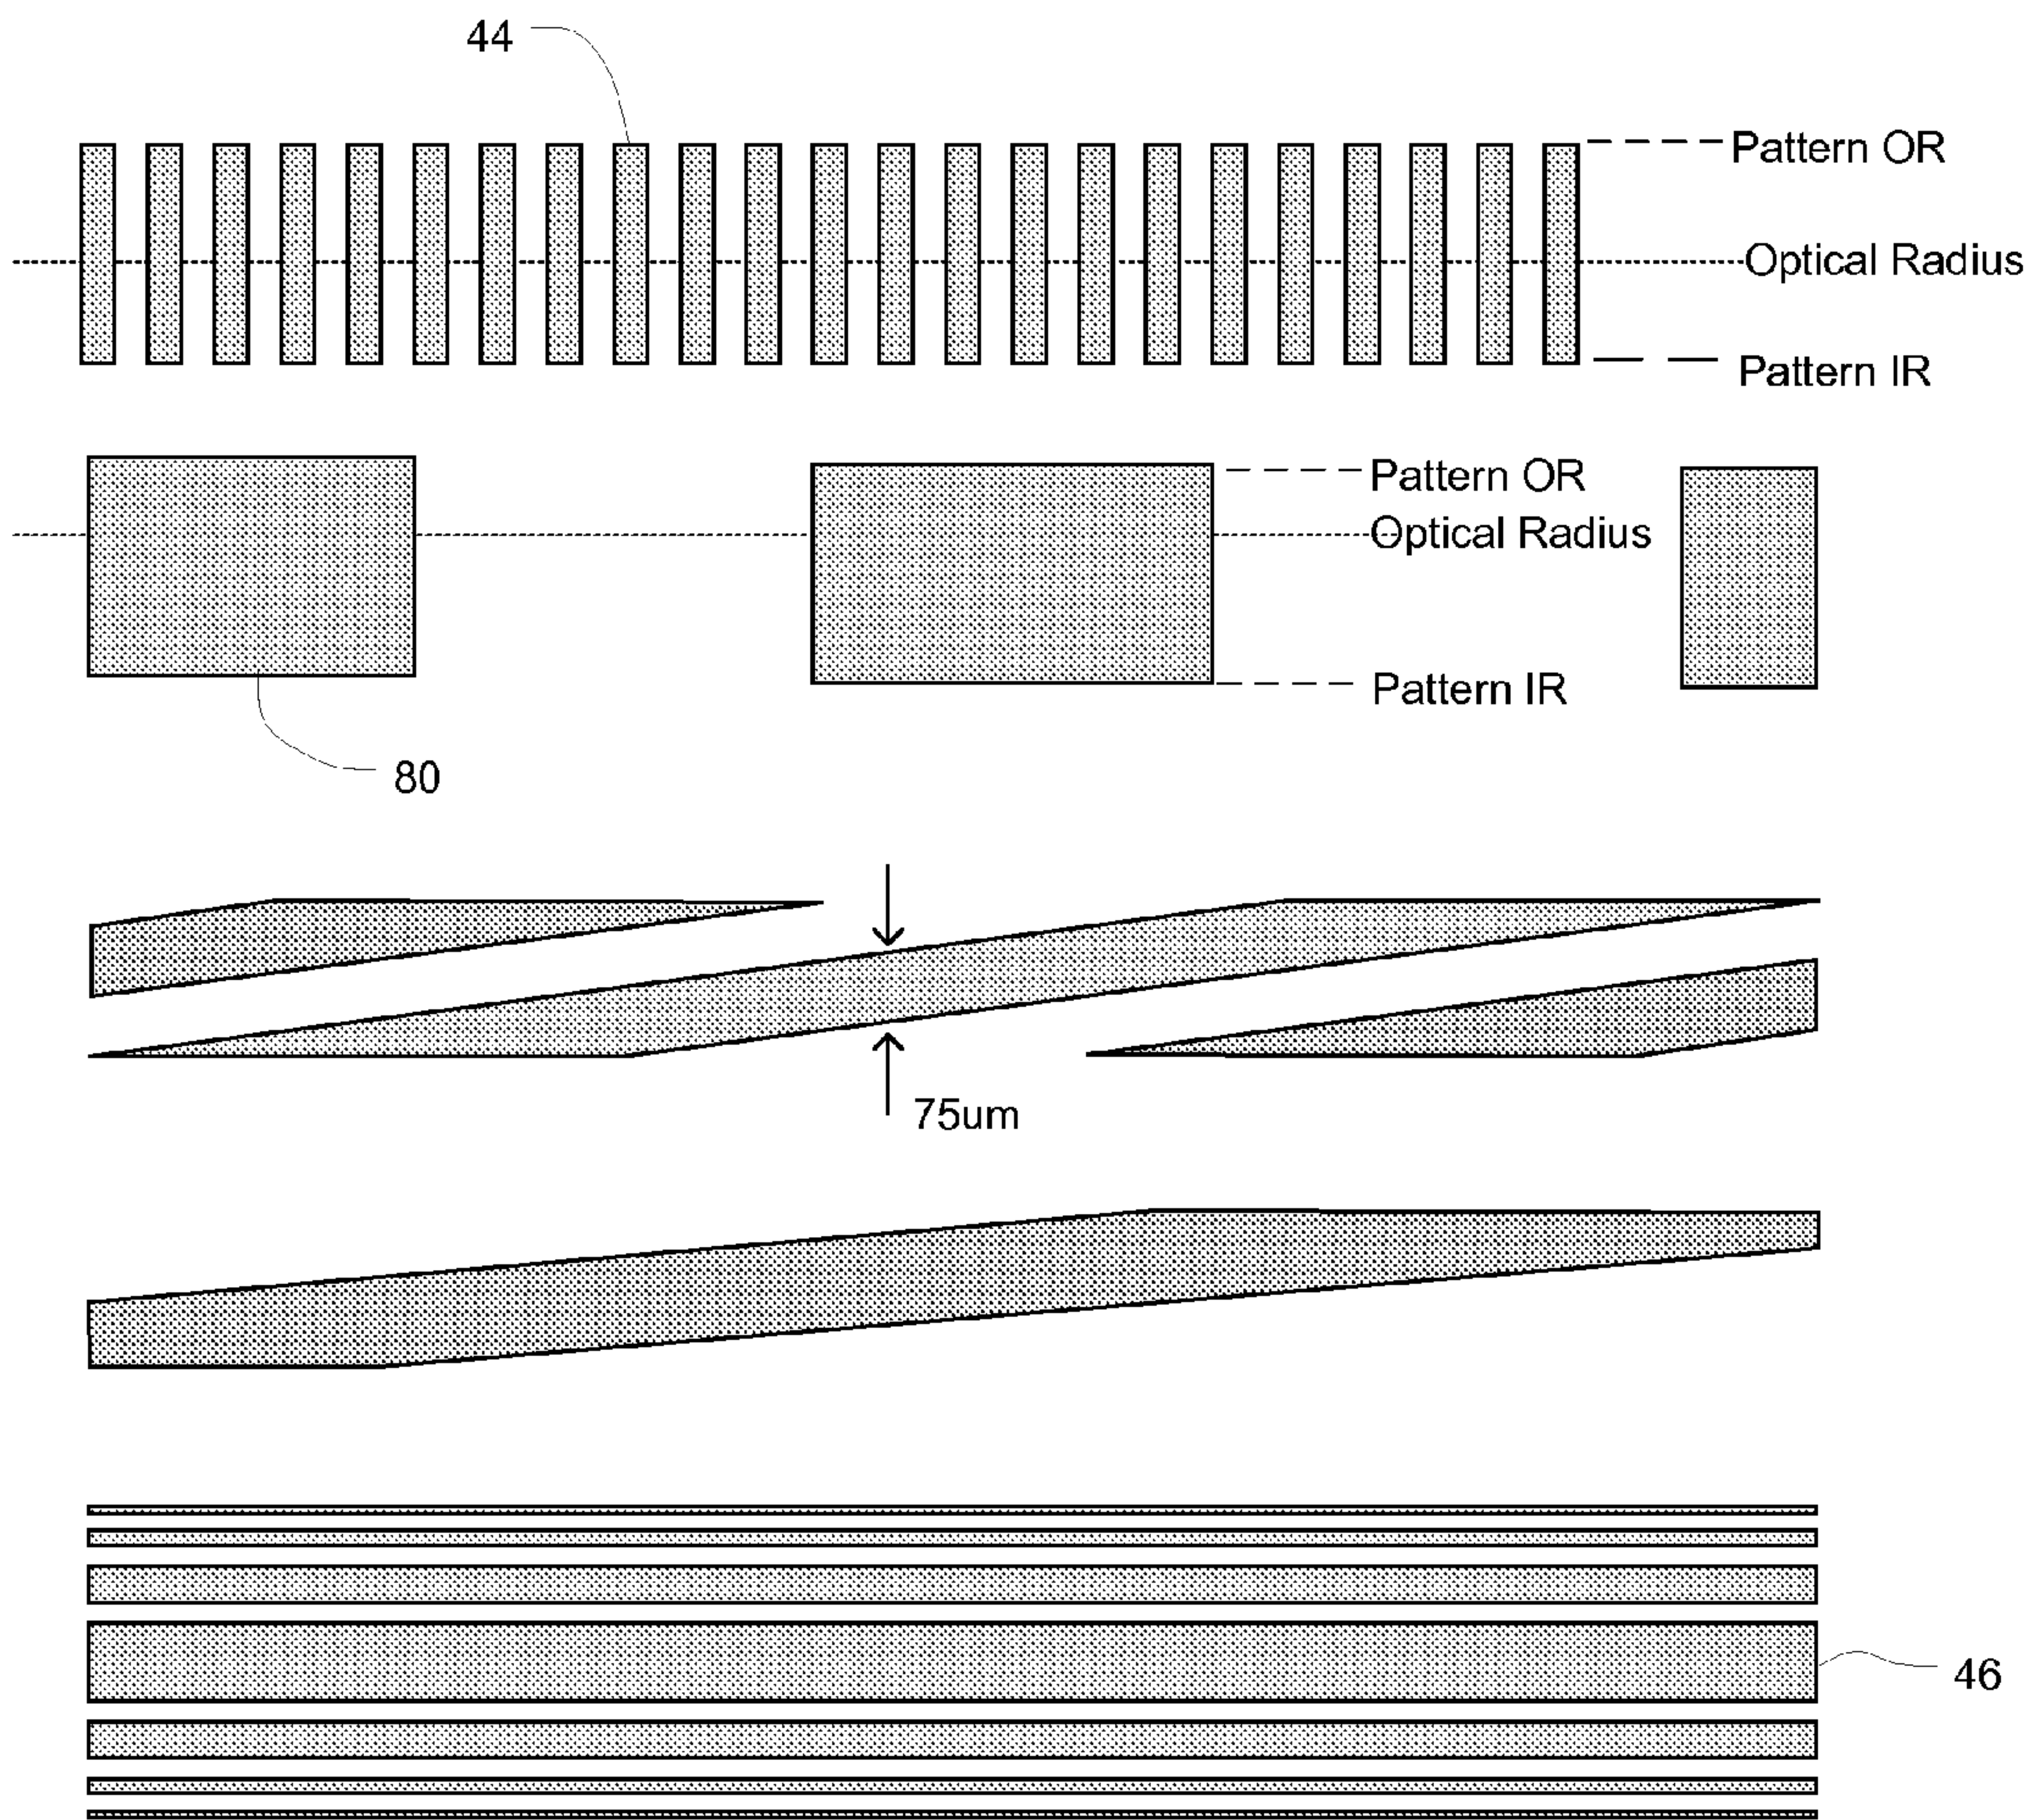 44
Pattern OR
Optical Radius
Pattern IR
Pattern OR
Optical Radius
Pattern IR
80
75um
46